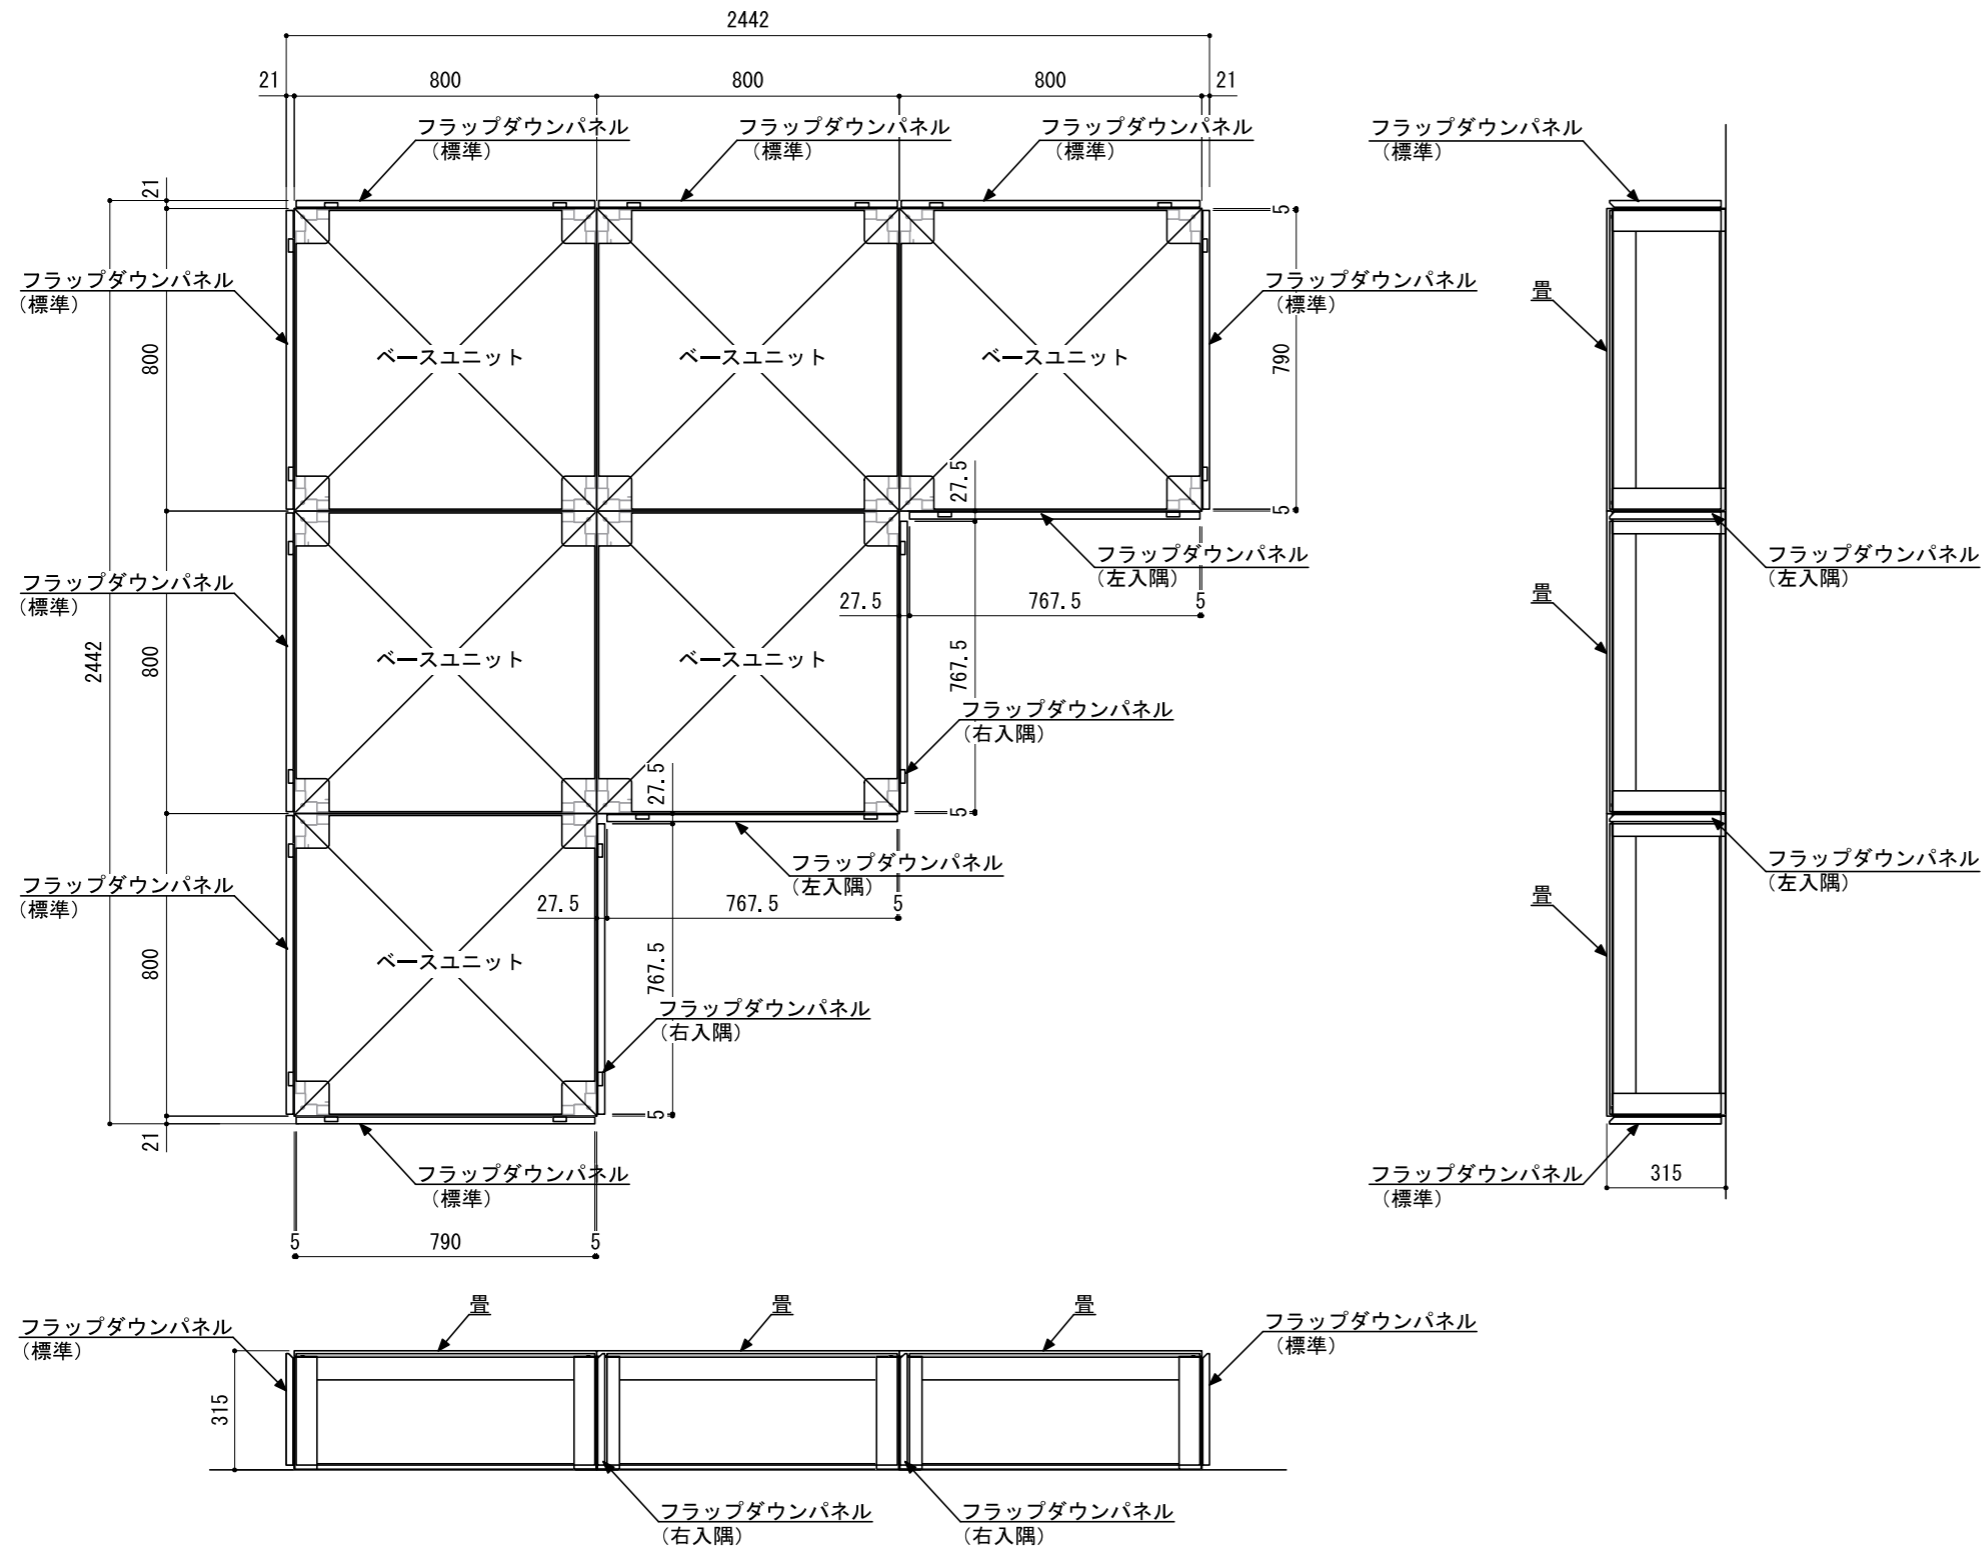 2442
21
800
800
800
21
フラップダウンパネル
（標準）
フラップダウンパネル
（標準）
フラップダウンパネル
（標準）
フラップダウンパネル
（標準）
21
5
フラップダウンパネル
（標準）
フラップダウンパネル
（標準）
畳
800
ベースユニット
ベースユニット
ベースユニット
790
27.5
5
フラップダウンパネル
（左入隅）
フラップダウンパネル
（左入隅）
フラップダウンパネル
（標準）
27.5
767.5
5
畳
2442
800
ベースユニット
ベースユニット
767.5
フラップダウンパネル
（右入隅）
27.5
5
フラップダウンパネル
（左入隅）
フラップダウンパネル
（左入隅）
フラップダウンパネル
（標準）
27.5
767.5
5
畳
800
ベースユニット
767.5
フラップダウンパネル
（右入隅）
5
21
フラップダウンパネル
（標準）
フラップダウンパネル
（標準）
315
5
790
5
畳
畳
畳
フラップダウンパネル
（標準）
フラップダウンパネル
（標準）
315
フラップダウンパネル
（右入隅）
フラップダウンパネル
（右入隅）